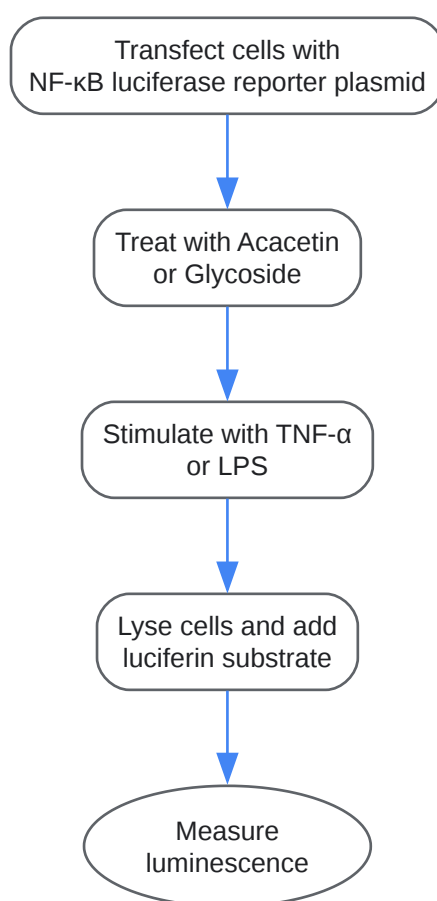 Transfect cells with
NF-κB luciferase reporter plasmid
Treat with Acacetin
or Glycoside
Stimulate with TNF-α
or LPS
Lyse cells and add
luciferin substrate
Measure
luminescence